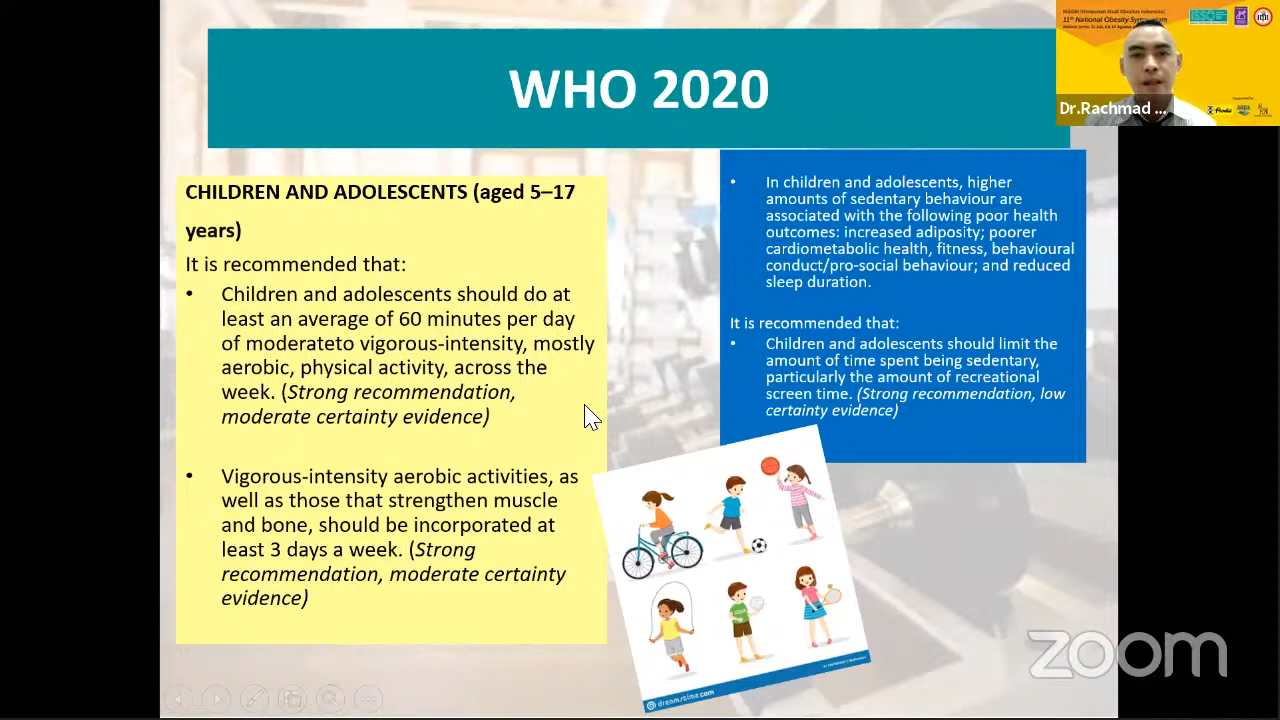 WHO 2020
CHILDREN AND ADOLESCENTS (aged 5–17
years)
It is recommended that:
• Children and adolescents should do at
least an average of 60 minutes per day
of moderateto vigorous-intensity, mostly
aerobic, physical activity, across the
week. (Strong recommendation,
moderate certainty evidence)
• Vigorous-intensity aerobic activities, as
well as those that strengthen muscle
and bone, should be incorporated at
least 3 days a week. (Strong
recommendation, moderate certainty
evidence)
• In children and adolescents, higher
amounts of sedentary behaviour are
associated with the following poor health
outcomes: increased adiposity; poorer
cardiometabolic health, fitness, behavioural
conduct/pro-social behaviour; and reduced
sleep duration.
It is recommended that:
• Children and adolescents should limit the
amount of time spent being sedentary,
particularly the amount of recreational
screen time. (Strong recommendation, low
certainty evidence)
dreamstime.com
11th National Obesity Symposium
Dr.Rachmad ...
zoom